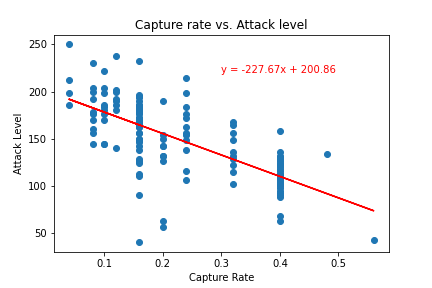 Capture rate vs. Attack level
y = -227.67x + 200.86
250
200
150
100
50
Attack Level
0.1 0.2 0.3 0.4 0.5
Capture Rate